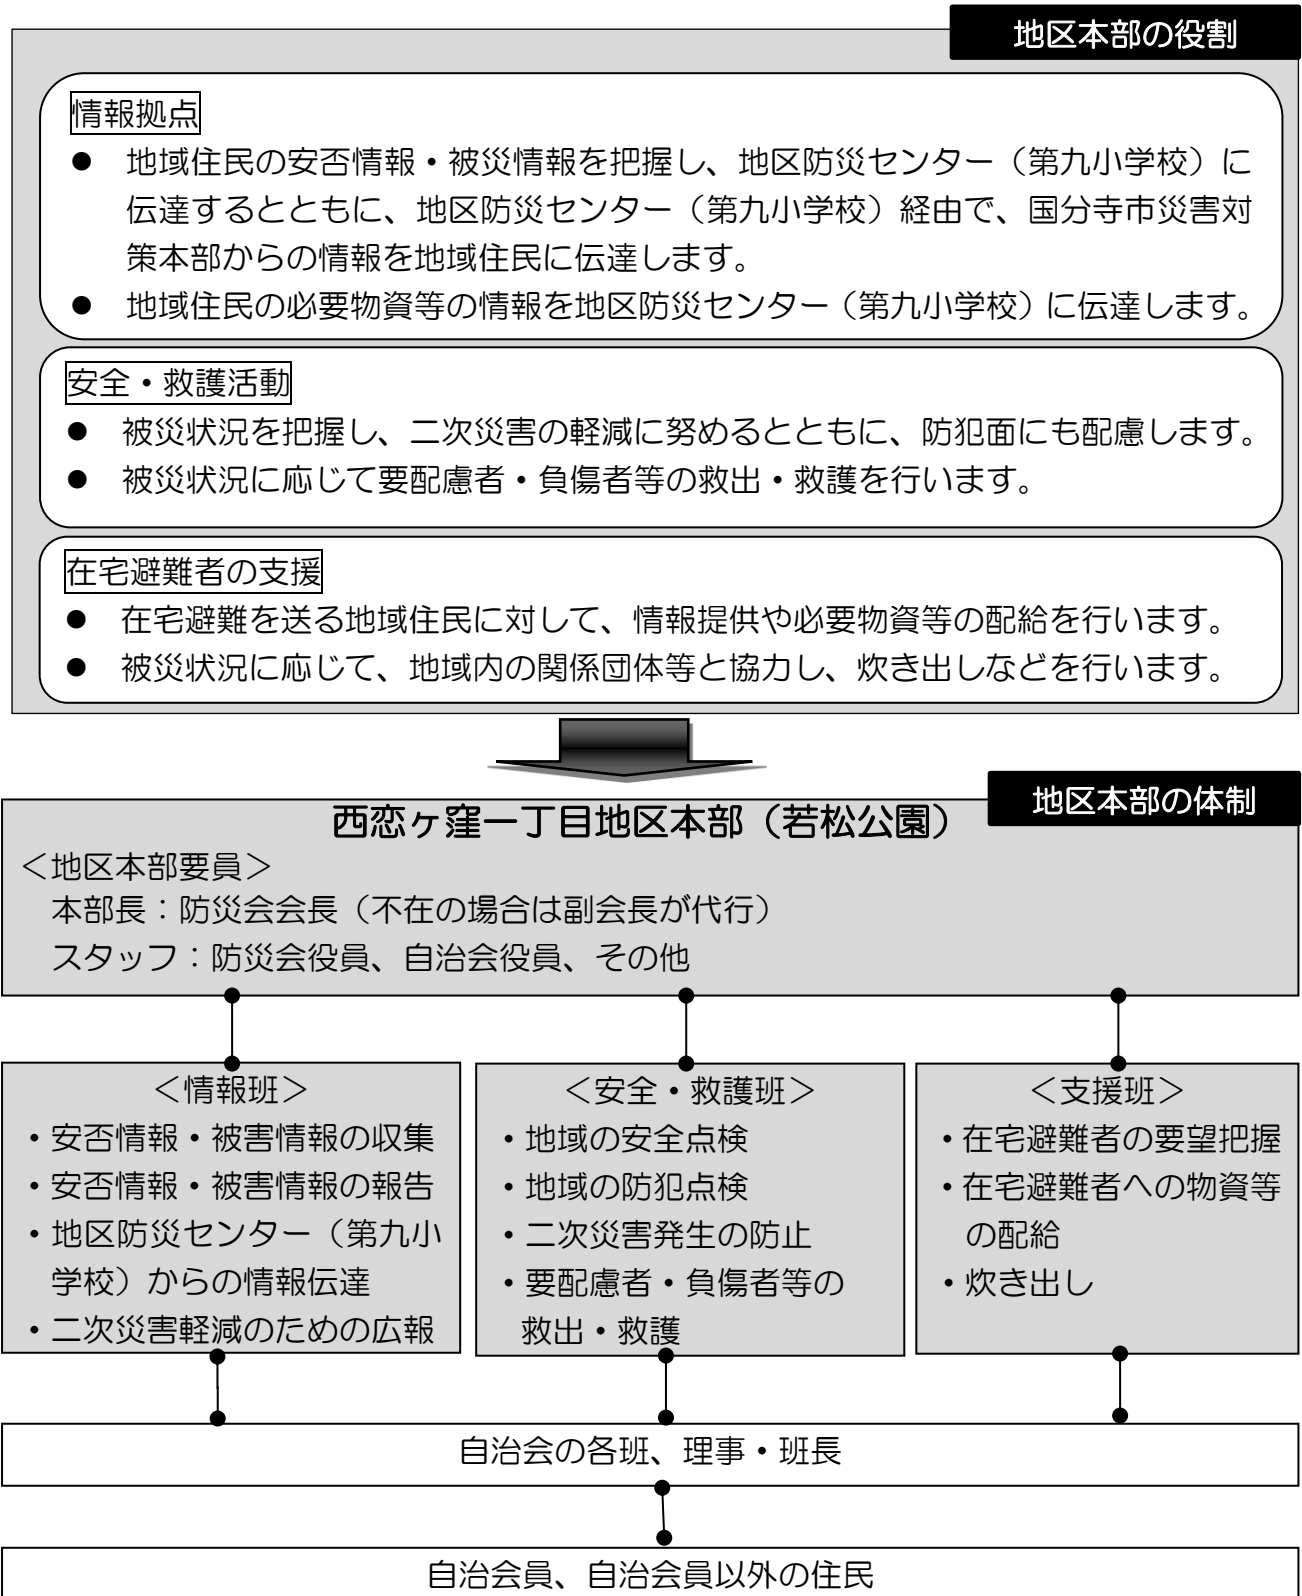 地区本部の役割
情報拠点
● 地域住民の安否情報・被災情報を把握し、地区防災センター（第九小学校）に
伝達するとともに、地区防災センター（第九小学校）経由で、国分寺市災害対
策本部からの情報を地域住民に伝達します。
● 地域住民の必要物資等の情報を地区防災センター（第九小学校）に伝達します。
安全・救護活動
● 被災状況を把握し、二次災害の軽減に努めるとともに、防犯面にも配慮します。
● 被災状況に応じて要配慮者・負傷者等の救出・救護を行います。
在宅避難者の支援
● 在宅避難を送る地域住民に対して、情報提供や必要物資等の配給を行います。
● 被災状況に応じて、地域内の関係団体等と協力し、炊き出しなどを行います。
地区本部の体制
西恋ヶ窪一丁目地区本部（若松公園）
＜地区本部要員＞
本部長：防災会会長（不在の場合は副会長が代行）
スタッフ：防災会役員、自治会役員、その他
＜情報班＞
・安否情報・被害情報の収集
・安否情報・被害情報の報告
・地区防災センター（第九小
学校）からの情報伝達
・二次災害軽減のための広報
＜安全・救護班＞
・地域の安全点検
・地域の防犯点検
・二次災害発生の防止
・要配慮者・負傷者等の
救出・救護
＜支援班＞
・在宅避難者の要望把握
・在宅避難者への物資等
の配給
・炊き出し
自治会の各班、理事・班長
自治会員、自治会員以外の住民